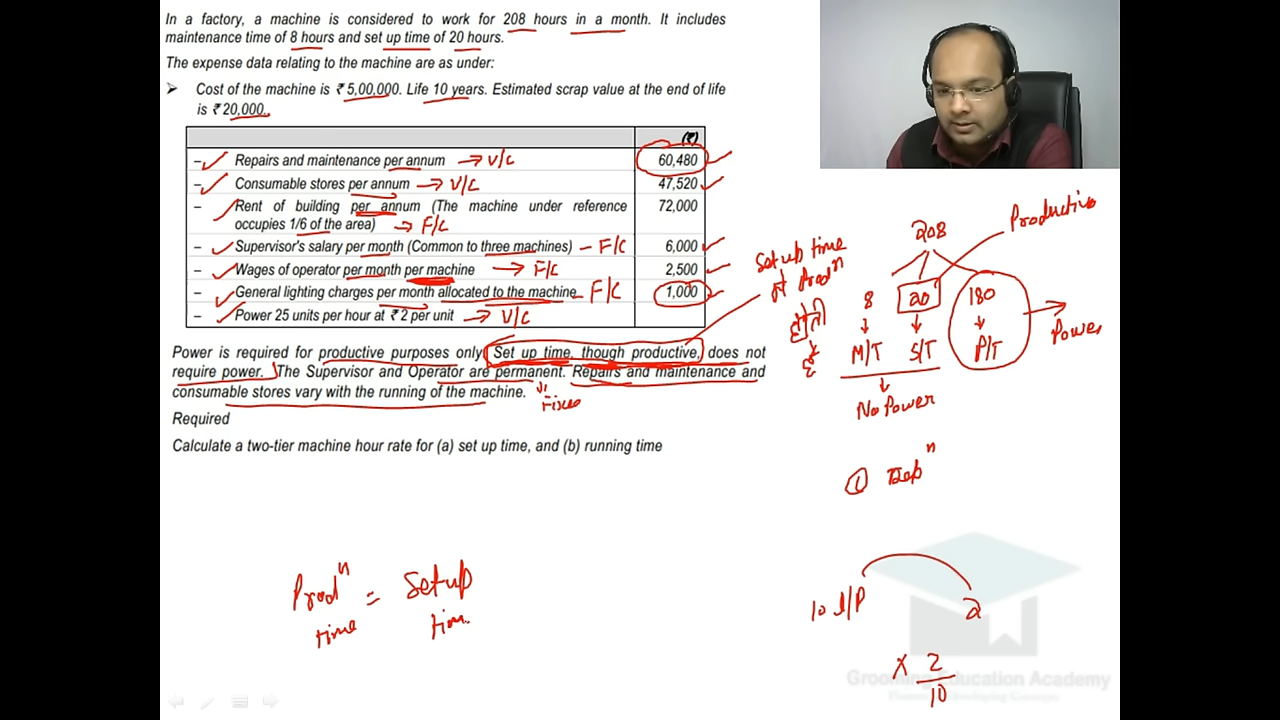 In a factory, a machine is considered to work for 208 hours in a month. It includes
maintenance time of 8 hours and set up time of 20 hours.
The expense data relating to the machine are as under:
➤ Cost of the machine is ₹ 5,00,000. Life 10 years. Estimated scrap value at the end of life
is ₹ 20,000.
(₹)
– Repairs and maintenance per annum → V/C 60,480
– Consumable stores per annum → V/C 47,520
– Rent of building per annum (The machine under reference 72,000
occupies 1/6 of the area) → F/C
– Supervisor's salary per month (Common to three machines) – F/C 6,000
– Wages of operator per month per machine → F/C 2,500
– General lighting charges per month allocated to the machine – F/C 1,000
– Power 25 units per hour at ₹ 2 per unit → V/C
Power is required for productive purposes only. Set up time, though productive, does not
require power. The Supervisor and Operator are permanent. Repairs and maintenance and
consumable stores vary with the running of the machine.
Fixed
Required
Calculate a two-tier machine hour rate for (a) set up time, and (b) running time
Productive
208
Set up time
Prodⁿ
8 20 180
M/T S/T P/T → Power
No Power
① Depⁿ
Prodⁿ = Setup
time time
10 I/P 2
× 2
10
Grooming Education Academy